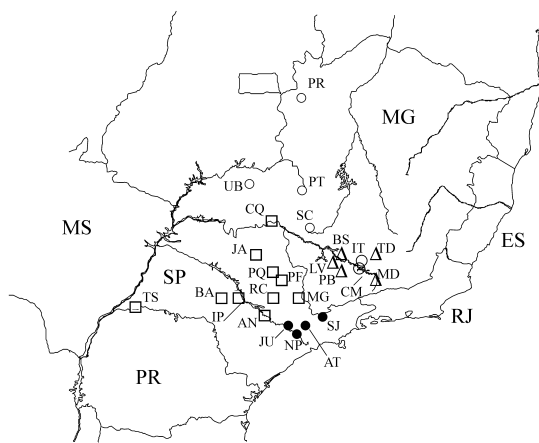 PR
MG
UB
PT
CQ
SC
MS
ES
BS
IT
TD
JA
LV
SP
PQ
PF
PB
MD
CM
TS
BA
RC
MG
IP
AN
SJ
RJ
JU
NP
AT
PR